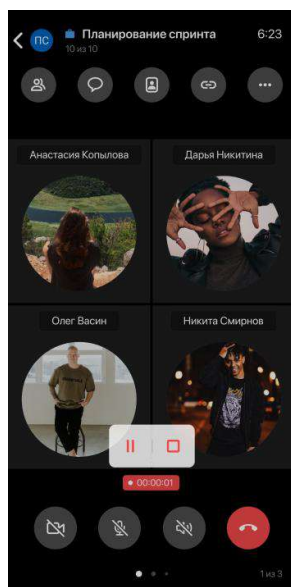 ПС
Планирование спринта
6:23
10 из 10
Анастасия Копылова
Дарья Никитина
Олег Васин
Никита Смирнов
00:00:01
1 из 3